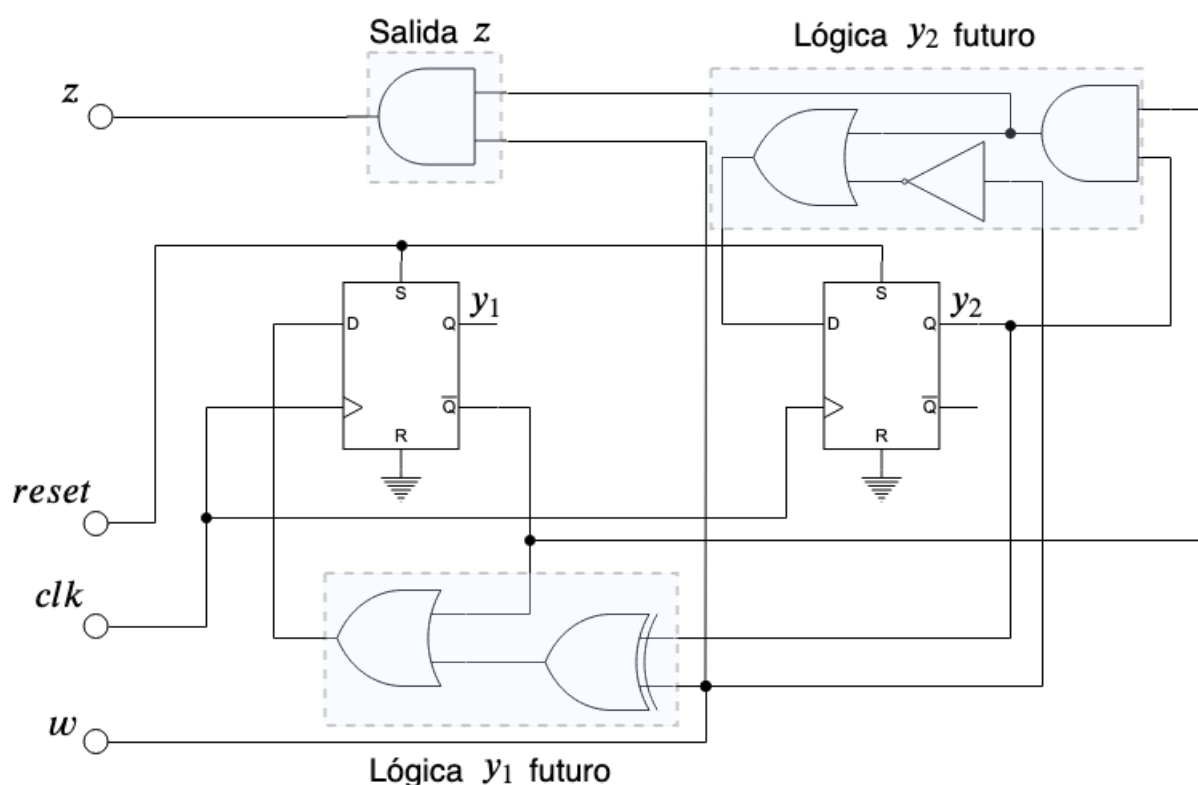 Salida z
Lógica y₂ futuro
z
S
S
D
Q
y₁
D
Q
y₂
Q̅
Q̅
R
R
reset
clk
w
Lógica y₁ futuro